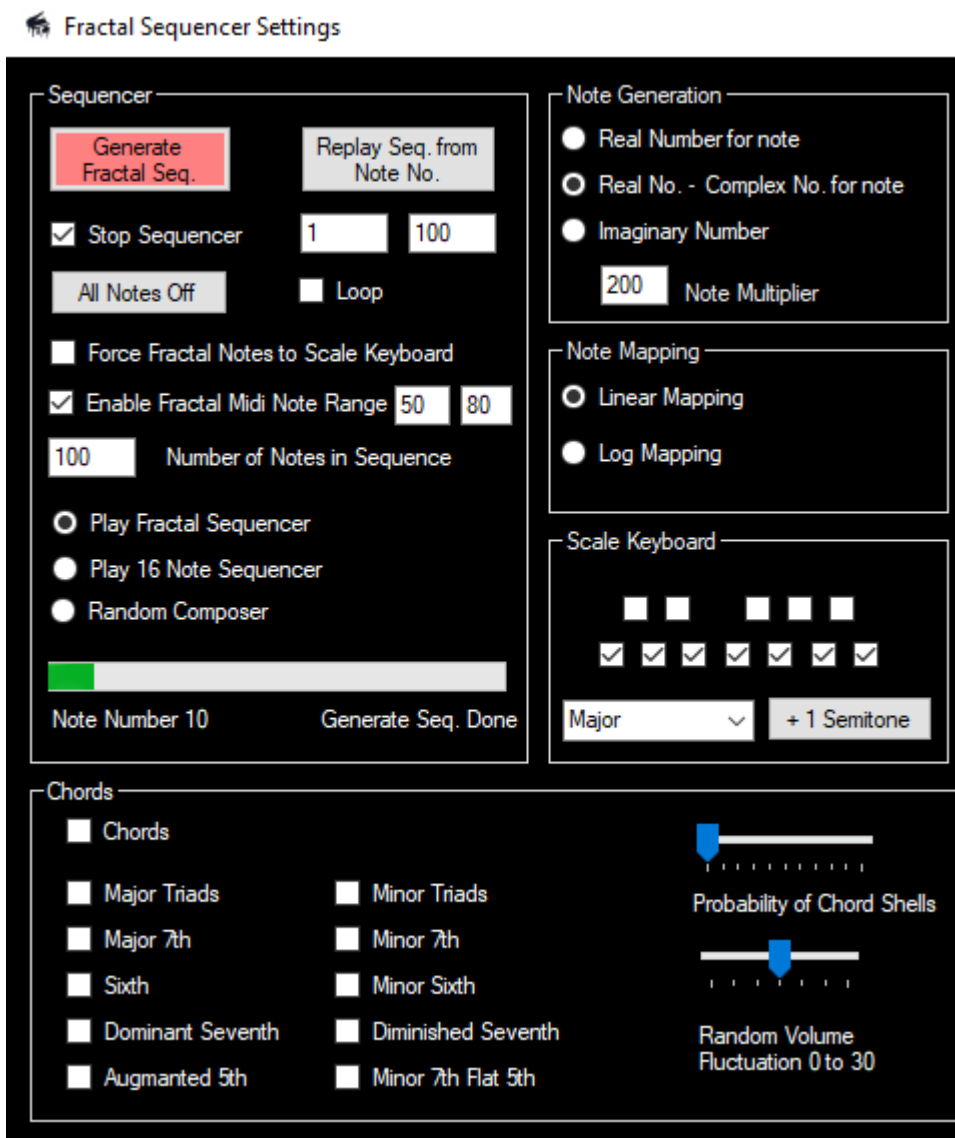 Fractal Sequencer Settings
Sequencer
Generate
Fractal Seq.
Replay Seq. from
Note No.
Stop Sequencer
1
100
All Notes Off
Loop
Force Fractal Notes to Scale Keyboard
Enable Fractal Midi Note Range 50 80
100 Number of Notes in Sequence
Play Fractal Sequencer
Play 16 Note Sequencer
Random Composer
Note Number 10
Generate Seq. Done
Note Generation
Real Number for note
Real No. - Complex No. for note
Imaginary Number
200 Note Multiplier
Note Mapping
Linear Mapping
Log Mapping
Scale Keyboard
Major
+ 1 Semitone
Chords
Chords
Major Triads
Minor Triads
Major 7th
Minor 7th
Sixth
Minor Sixth
Dominant Seventh
Diminished Seventh
Augmanted 5th
Minor 7th Flat 5th
Probability of Chord Shells
Random Volume
Fluctuation 0 to 30